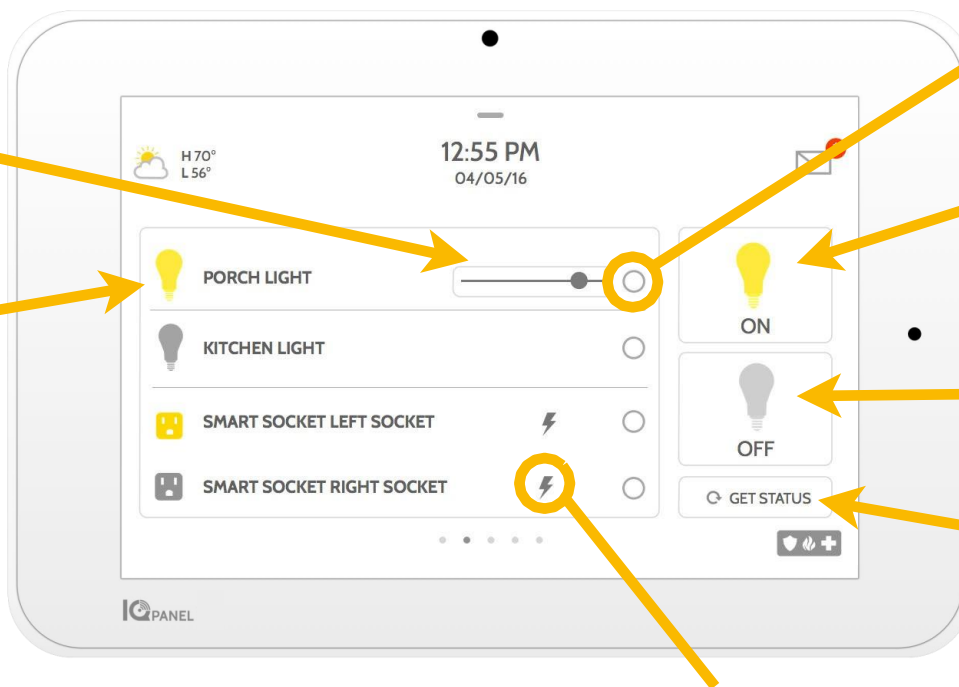 H 70°
L 56°
12:55 PM
04/05/16
PORCH LIGHT
KITCHEN LIGHT
SMART SOCKET LEFT SOCKET
SMART SOCKET RIGHT SOCKET
ON
OFF
GET STATUS
IQ PANEL